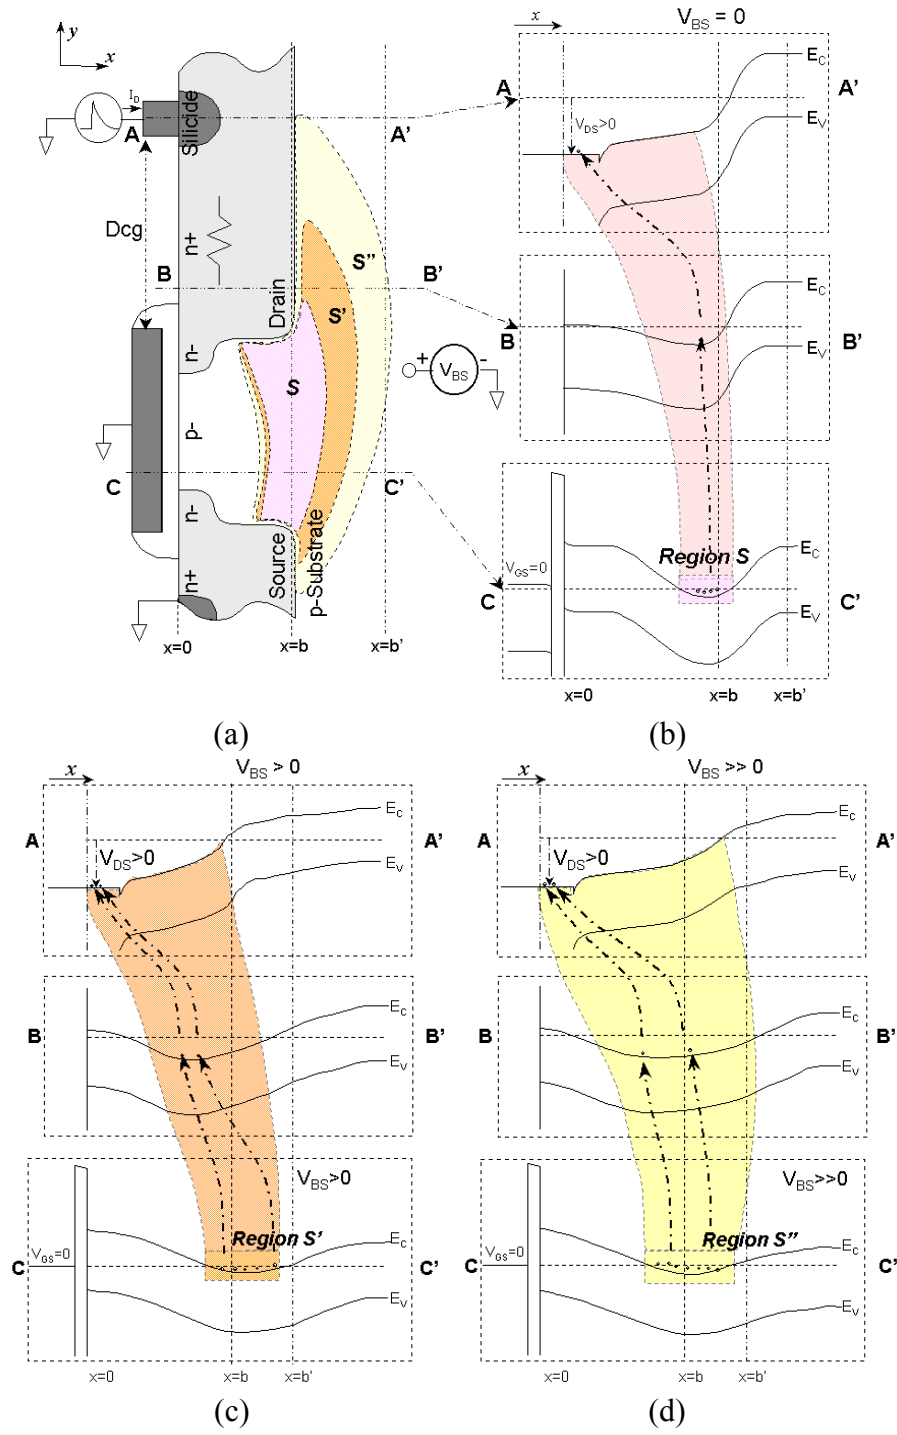 y
x
I_D
A
A'
Silicide
Dcg
n+
B
B'
Drain
S''
S'
S
n-
p-
+ V_BS -
C
C'
n-
n+
Source
p-Substrate
x=0
x=b
x=b'
(a)
x
V_BS = 0
A
A'
E_C
E_V
V_DS>0
B
B'
E_C
E_V
Region S
V_GS=0
C
C'
E_C
E_V
x=0
x=b
x=b'
(b)
x
V_BS > 0
A
A'
E_C
E_V
V_DS>0
B
B'
E_C
E_V
V_BS>0
Region S'
V_GS=0
C
C'
E_C
E_V
x=0
x=b
x=b'
(c)
x
V_BS >> 0
A
A'
E_C
E_V
V_DS>0
B
B'
E_C
E_V
V_BS>>0
Region S''
V_GS=0
C
C'
E_C
E_V
x=0
x=b
x=b'
(d)